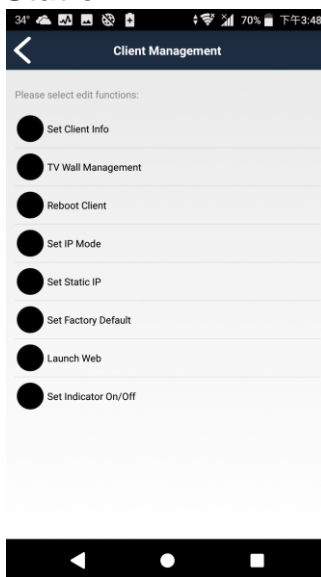 34° 70% 下午3:48
Client Management
Please select edit functions:
Set Client Info
TV Wall Management
Reboot Client
Set IP Mode
Set Static IP
Set Factory Default
Launch Web
Set Indicator On/Off